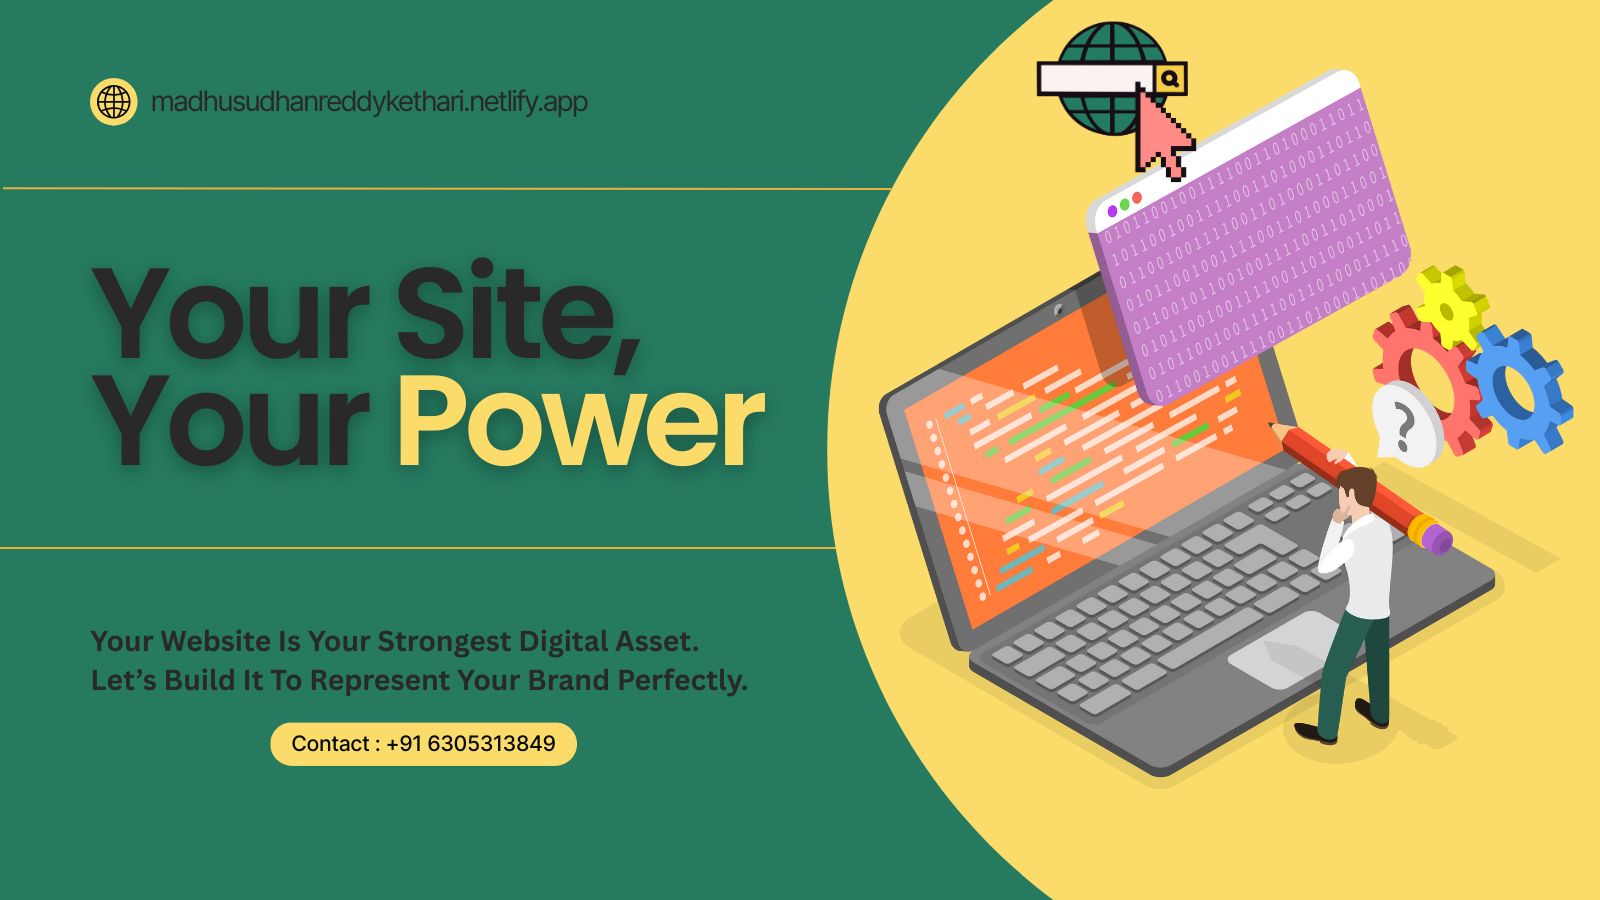 madhusudhanreddykethari.netlify.app
Your Site,
Your Power
Your Website Is Your Strongest Digital Asset.
Let’s Build It To Represent Your Brand Perfectly.
Contact : +91 6305313849
?